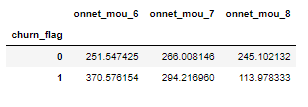 onnet_mou_6 onnet_mou_7 onnet_mou_8
churn_flag
0 251.547425 266.008146 245.102132
1 370.576154 294.216960 113.978333